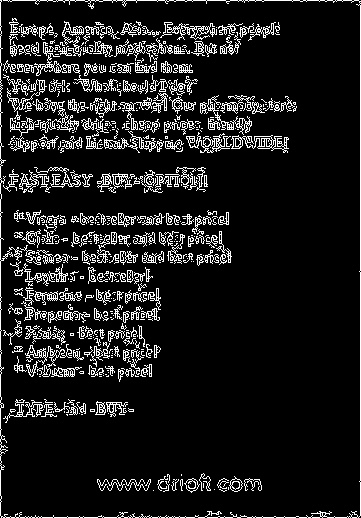 Europe, America, Asia... Everywhere people
need high-quality medications. But not
everywhere you can find them.
You'll ask: "What should I do?"
We have the right answer! Our pharmacy stores
high-quality drugs, cheap prices, friendly
support and Instant Shipping WORLDWIDE!
FAST-EASY -BUY- OPTION!
** Viagra - bestseller and best price!
** Cialis - bestseller and best price!
** Soma - bestseller and best price!
** Levitra - bestseller!
** - best price!
** Propecia - best price!
** Xanax - best price!
** Ambien - best price!
** Valium - best price!
-TYPE- and -BUY-
www drioft com